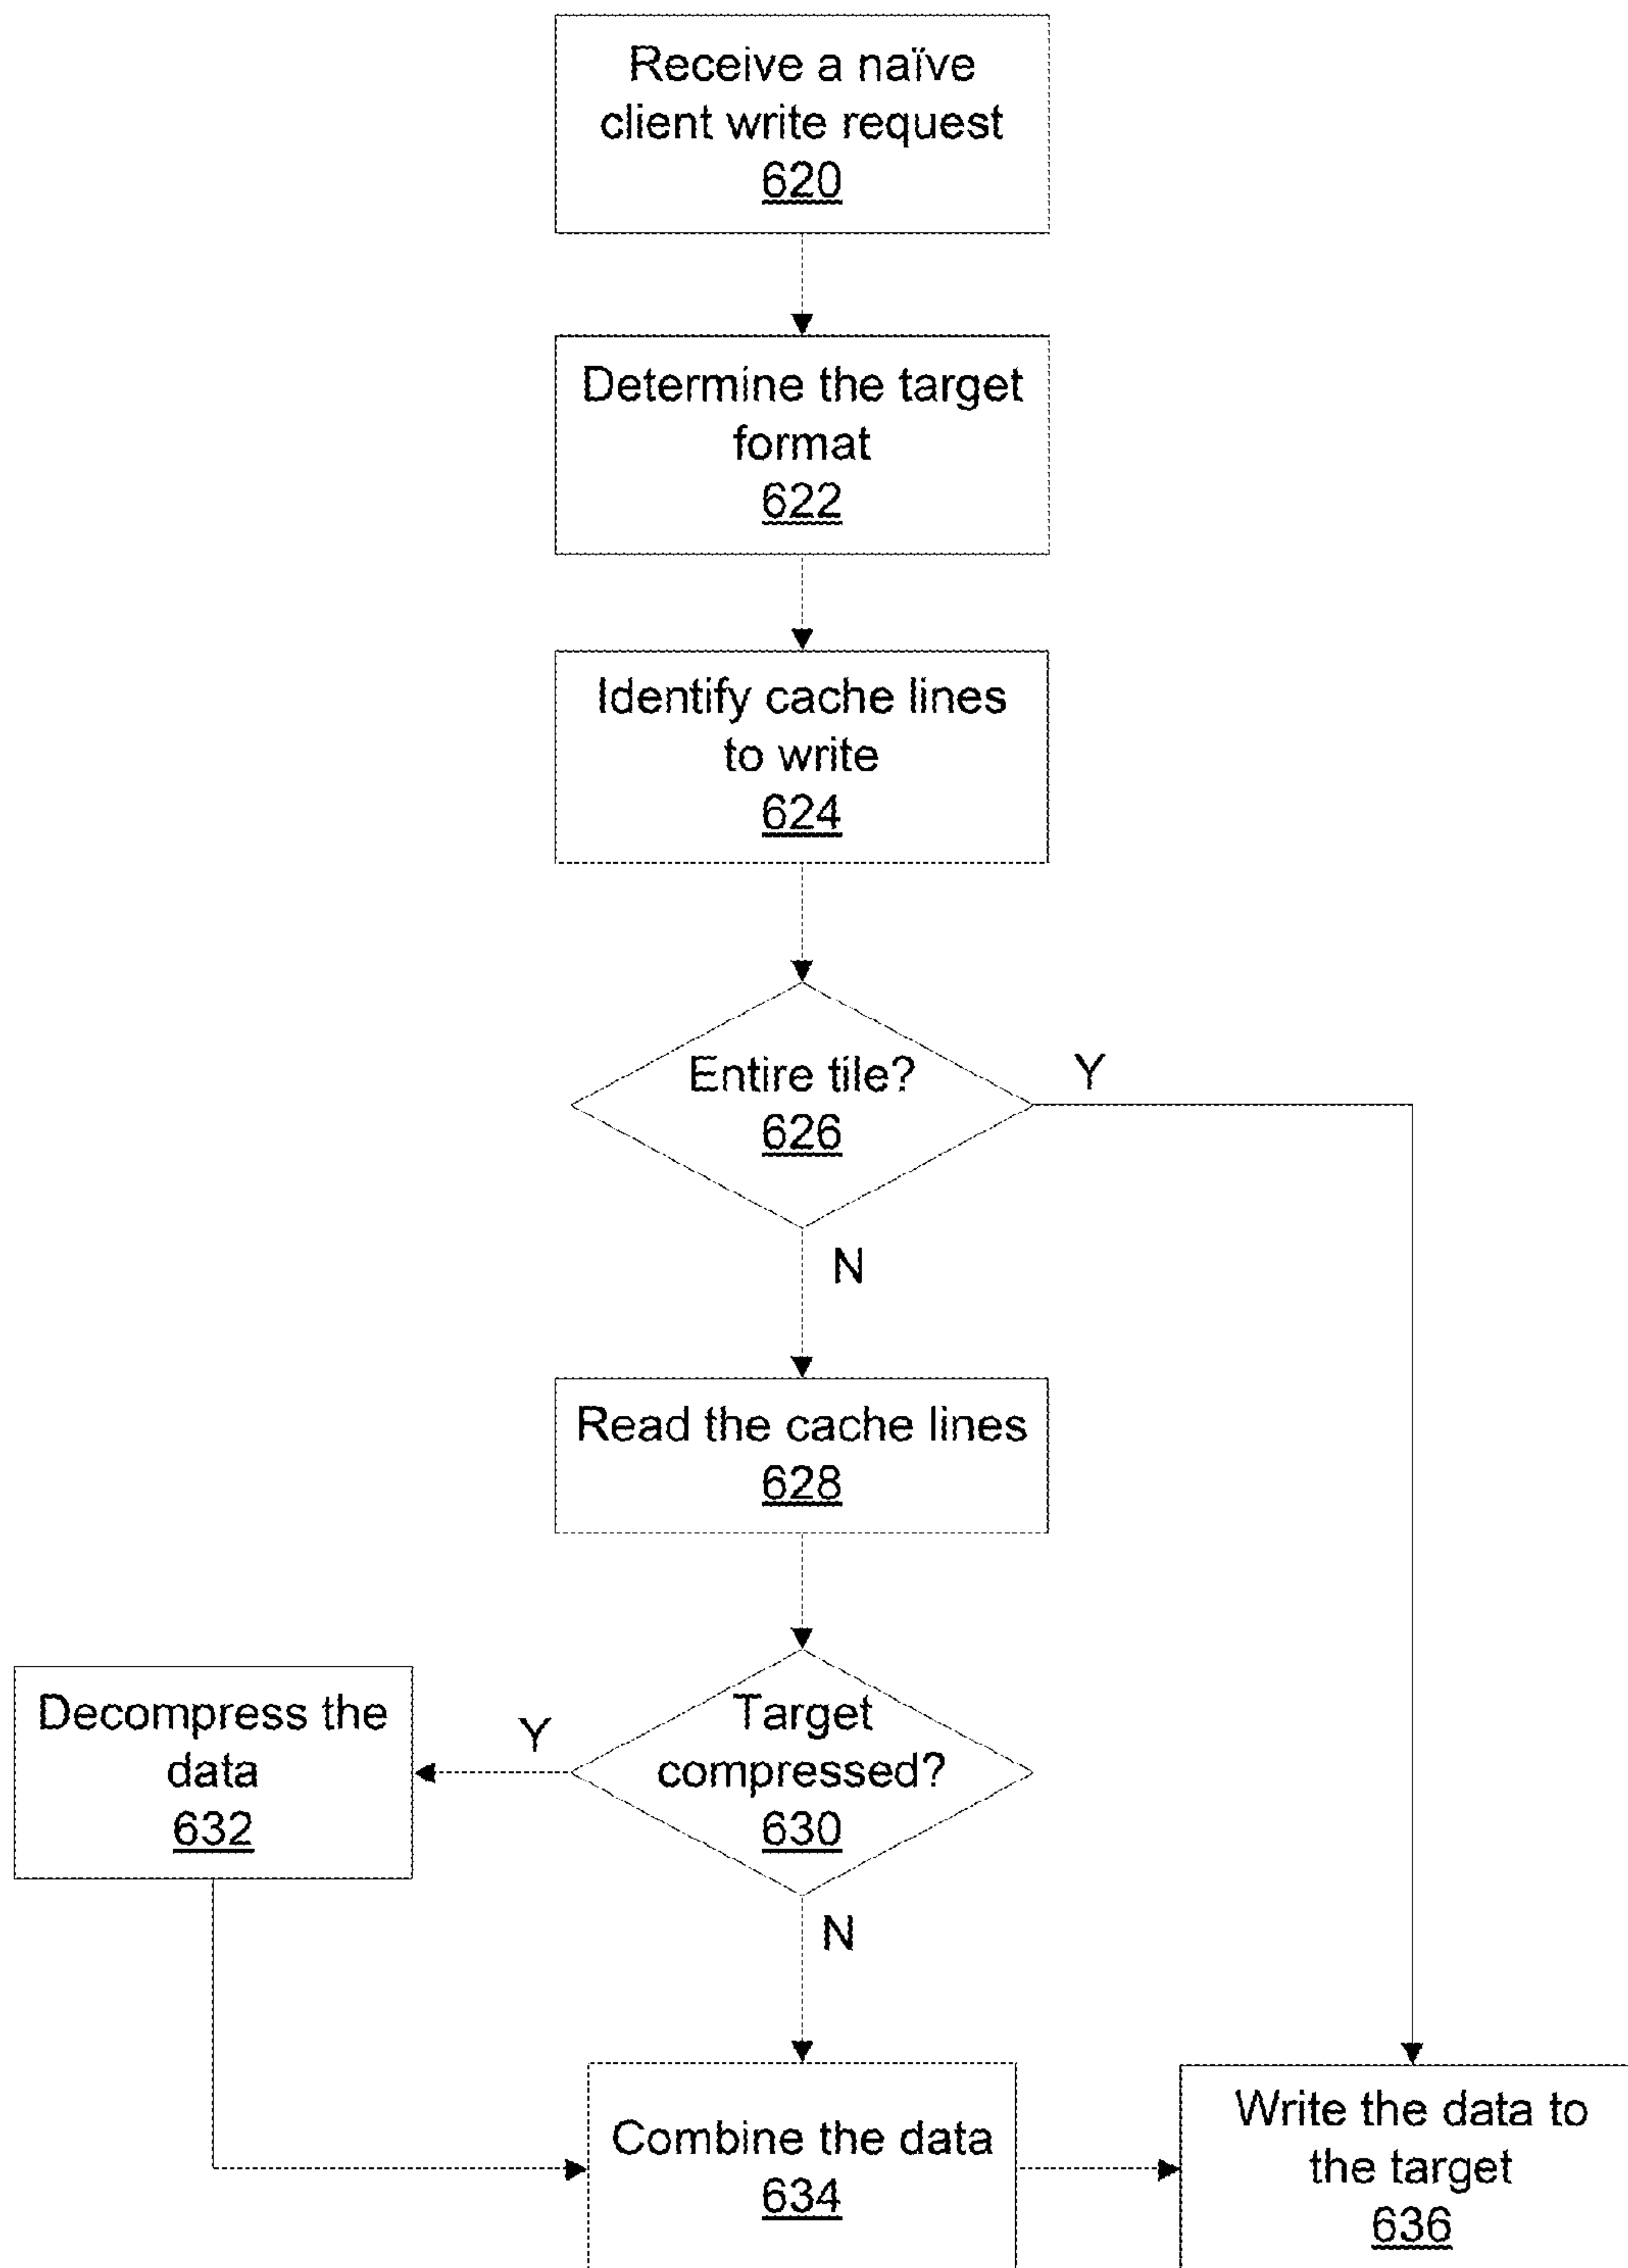 Receive a naïve
client write request
620
Determine the target
format
622
Identify cache lines
to write
624
Entire tile?
626
Y
N
Read the cache lines
628
Target
compressed?
630
Y
N
Decompress the
data
632
Combine the data
634
Write the data to
the target
636